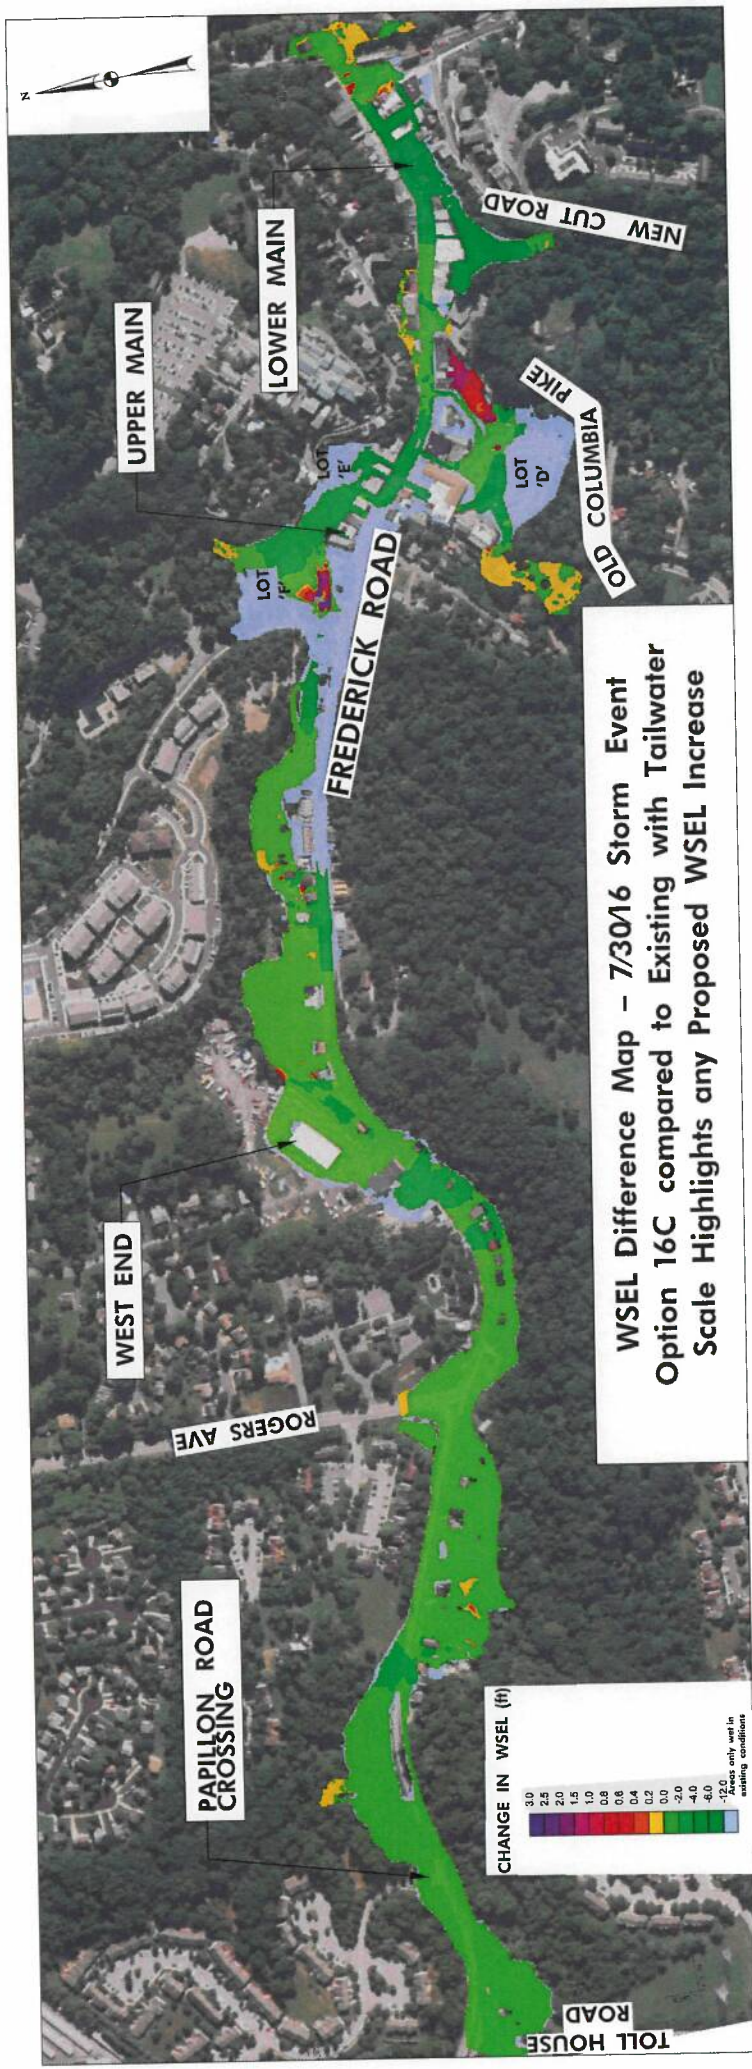 N
NEW CUT ROAD
LOWER MAIN
UPPER MAIN
LOT
'E'
LOT
'F'
LOT
'D'
OLD COLUMBIA
PIKE
FREDERICK ROAD
WEST END
ROGERS AVE
PAPILLON ROAD
CROSSING
TOLL HOUSE
ROAD
WSEL Difference Map - 7/30/16 Storm Event
Option 16C compared to Existing with Tailwater
Scale Highlights any Proposed WSEL Increase
CHANGE IN WSEL (ft)
3.0
2.5
2.0
1.5
1.0
0.8
0.6
0.4
0.2
0.0
-2.0
-4.0
-6.0
-12.0
Areas only wet in
existing conditions